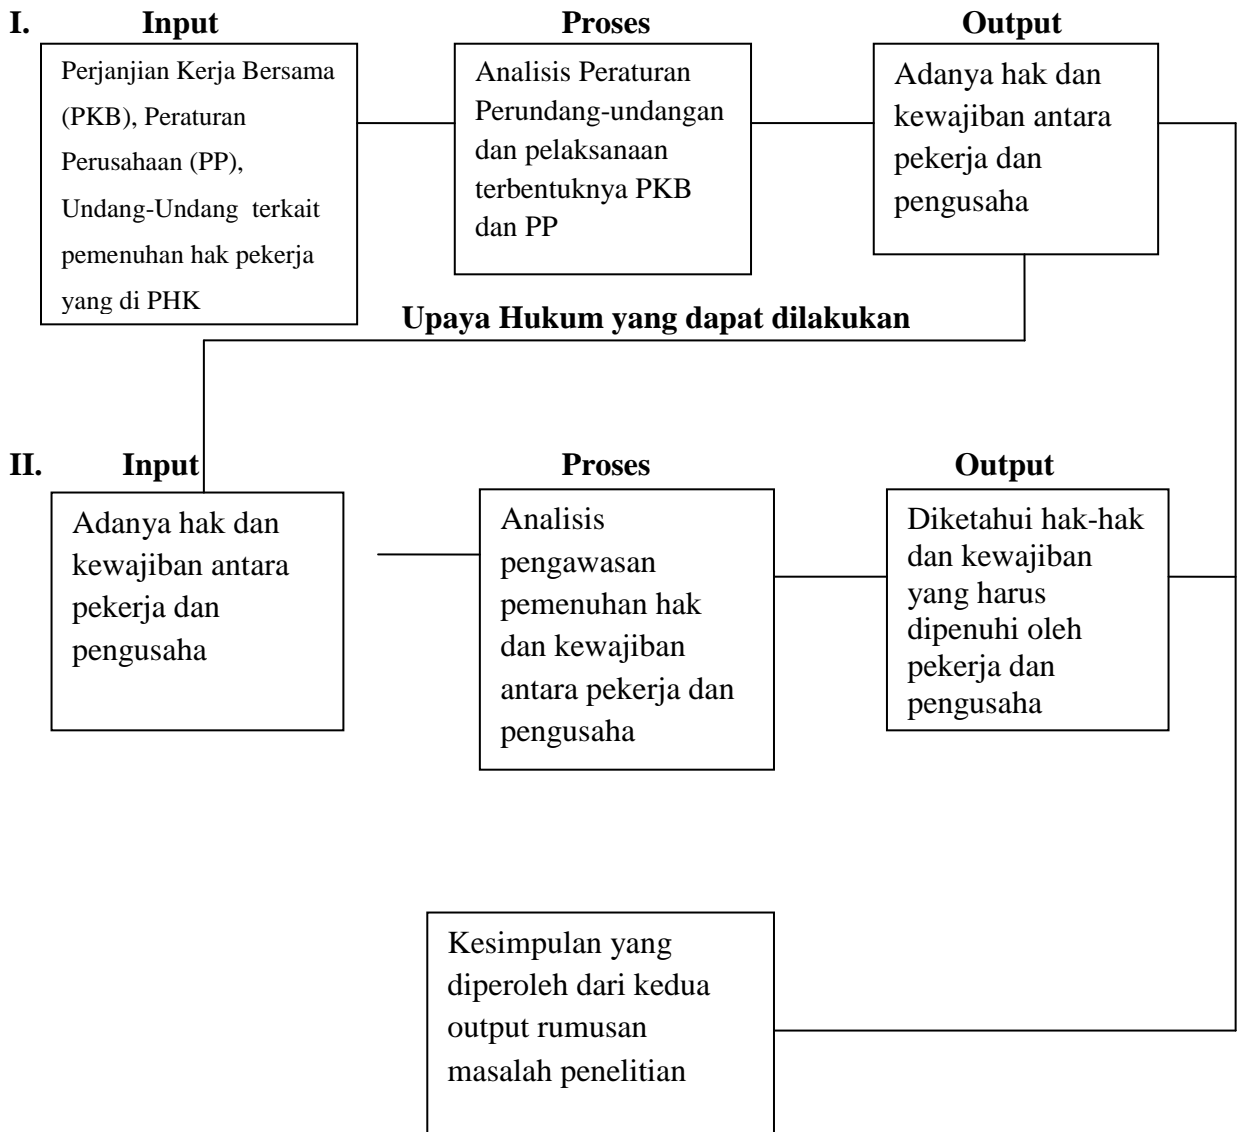 I. Input Proses Output
Perjanjian Kerja Bersama
(PKB), Peraturan
Perusahaan (PP),
Undang-Undang terkait
pemenuhan hak pekerja
yang di PHK
Analisis Peraturan
Perundang-undangan
dan pelaksanaan
terbentuknya PKB
dan PP
Adanya hak dan
kewajiban antara
pekerja dan
pengusaha
Upaya Hukum yang dapat dilakukan
II. Input Proses Output
Adanya hak dan
kewajiban antara
pekerja dan
pengusaha
Analisis
pengawasan
pemenuhan hak
dan kewajiban
antara pekerja dan
pengusaha
Diketahui hak-hak
dan kewajiban
yang harus
dipenuhi oleh
pekerja dan
pengusaha
Kesimpulan yang
diperoleh dari kedua
output rumusan
masalah penelitian